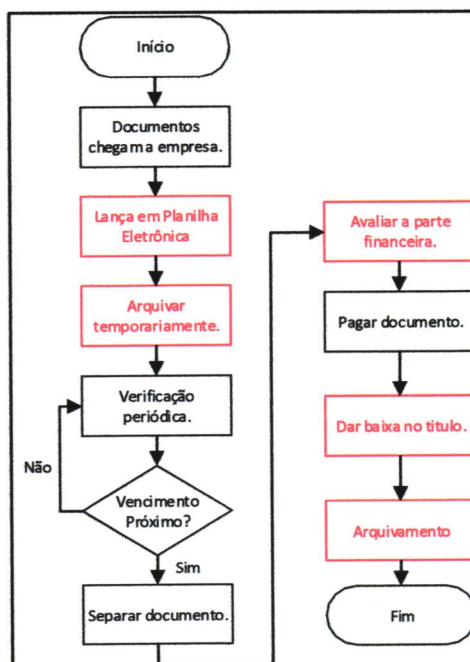 Início
Documentos
chegam a empresa.
Lança em Planilha
Eletrônica
Arquivar
temporariamente.
Verificação
periódica.
Não
Vencimento
Próximo?
Sim
Separar documento.
Avaliar a parte
financeira.
Pagar documento.
Dar baixa no titulo.
Arquivamento
Fim